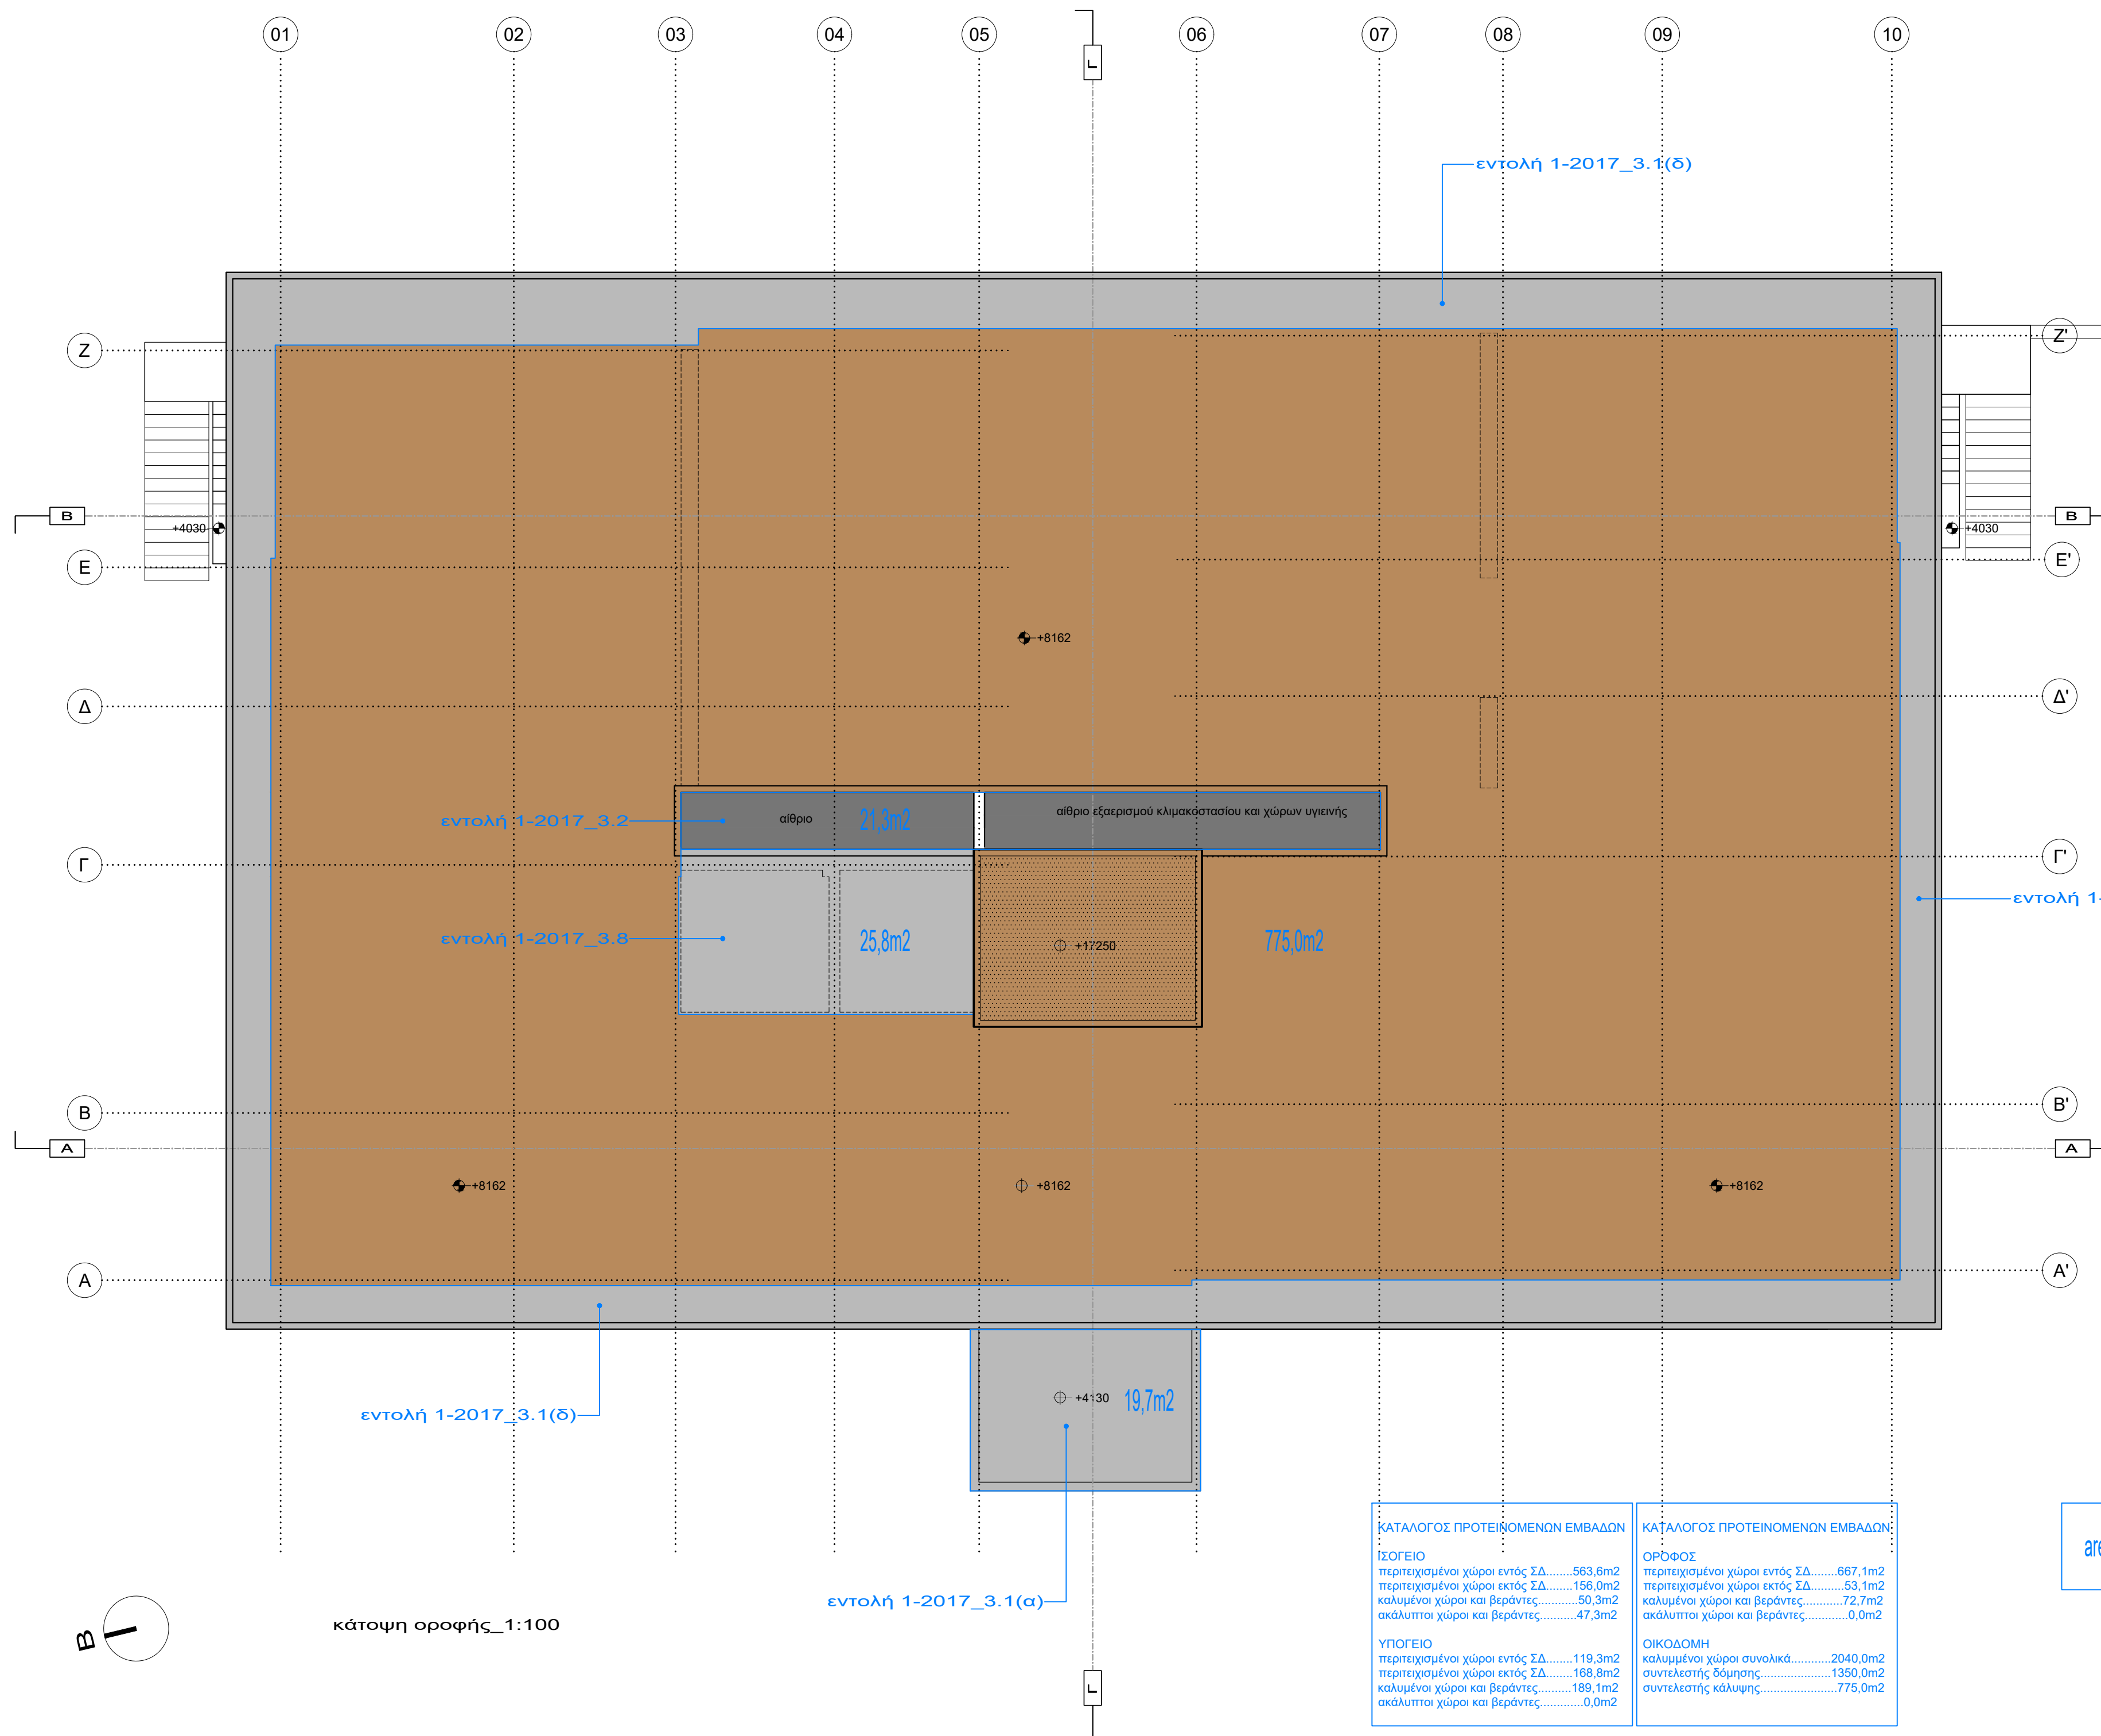 01 02 03 04 05 06 07 08 09 10
Γ
εντολή 1-2017_3.1(δ)
Ζ Ζ'
Β Β
+4030 +4030
Ε Ε'
+8162
Δ Δ'
αίθριο 21,3m2 αίθριο εξαερισμού κλιμακοστασίου και χώρων υγιεινής
εντολή 1-2017_3.2
Γ Γ'
εντολή 1-
εντολή 1-2017_3.8 25,8m2 +17250 775,0m2
Β Β'
Α Α
+8162 +8162 +8162
Α Α'
+4130 19,7m2
εντολή 1-2017_3.1(δ)
εντολή 1-2017_3.1(α)
κάτοψη οροφής_1:100
Β
Γ
ΚΑΤΑΛΟΓΟΣ ΠΡΟΤΕΙΝΟΜΕΝΩΝ ΕΜΒΑΔΩΝ
ΙΣΟΓΕΙΟ
περιτειχισμένοι χώροι εντός ΣΔ.......563,6m2
περιτειχισμένοι χώροι εκτός ΣΔ.......156,0m2
καλυμένοι χώροι και βεράντες...........50,3m2
ακάλυπτοι χώροι και βεράντες..........47,3m2
ΥΠΟΓΕΙΟ
περιτειχισμένοι χώροι εντός ΣΔ.......119,3m2
περιτειχισμένοι χώροι εκτός ΣΔ.......168,8m2
καλυμένοι χώροι και βεράντες.........189,1m2
ακάλυπτοι χώροι και βεράντες............0,0m2
ΚΑΤΑΛΟΓΟΣ ΠΡΟΤΕΙΝΟΜΕΝΩΝ ΕΜΒΑΔΩΝ
ΟΡΟΦΟΣ
περιτειχισμένοι χώροι εντός ΣΔ.......667,1m2
περιτειχισμένοι χώροι εκτός ΣΔ.........53,1m2
καλυμένοι χώροι και βεράντες...........72,7m2
ακάλυπτοι χώροι και βεράντες............0,0m2
ΟΙΚΟΔΟΜΗ
καλυμμένοι χώροι συνολικά...........2040,0m2
συντελεστής δόμησης.....................1350,0m2
συντελεστής κάλυψης......................775,0m2
are